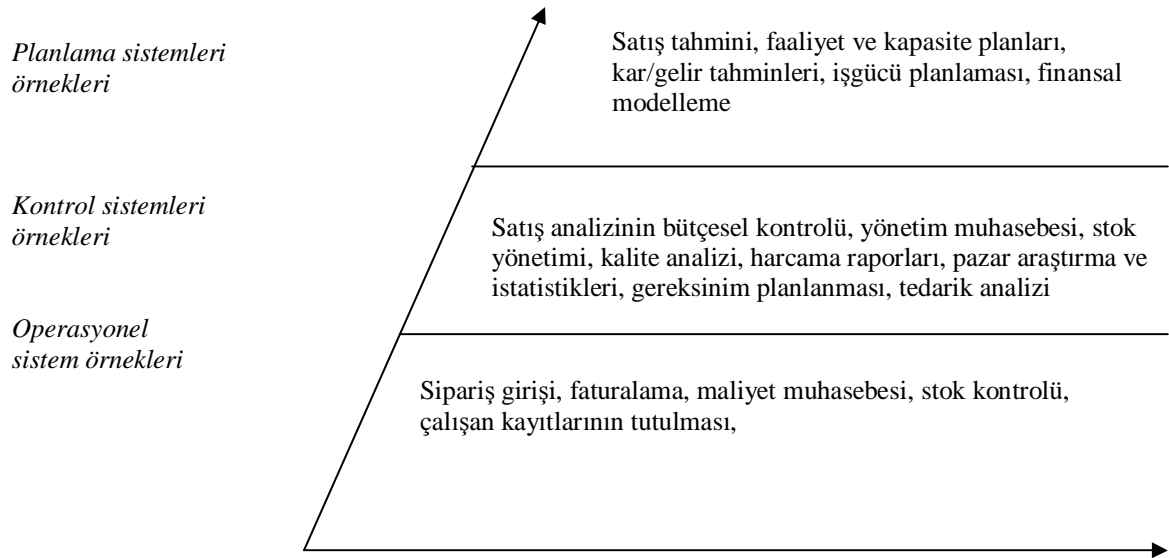 Planlama sistemleri
örnekleri
Satış tahmini, faaliyet ve kapasite planları,
kar/gelir tahminleri, işgücü planlaması, finansal
modelleme
Kontrol sistemleri
örnekleri
Satış analizinin bütçesel kontrolü, yönetim muhasebesi, stok
yönetimi, kalite analizi, harcama raporları, pazar araştırma ve
istatistikleri, gereksinim planlanması, tedarik analizi
Operasyonel
sistem örnekleri
Sipariş girişi, faturalama, maliyet muhasebesi, stok kontrolü,
çalışan kayıtlarının tutulması,